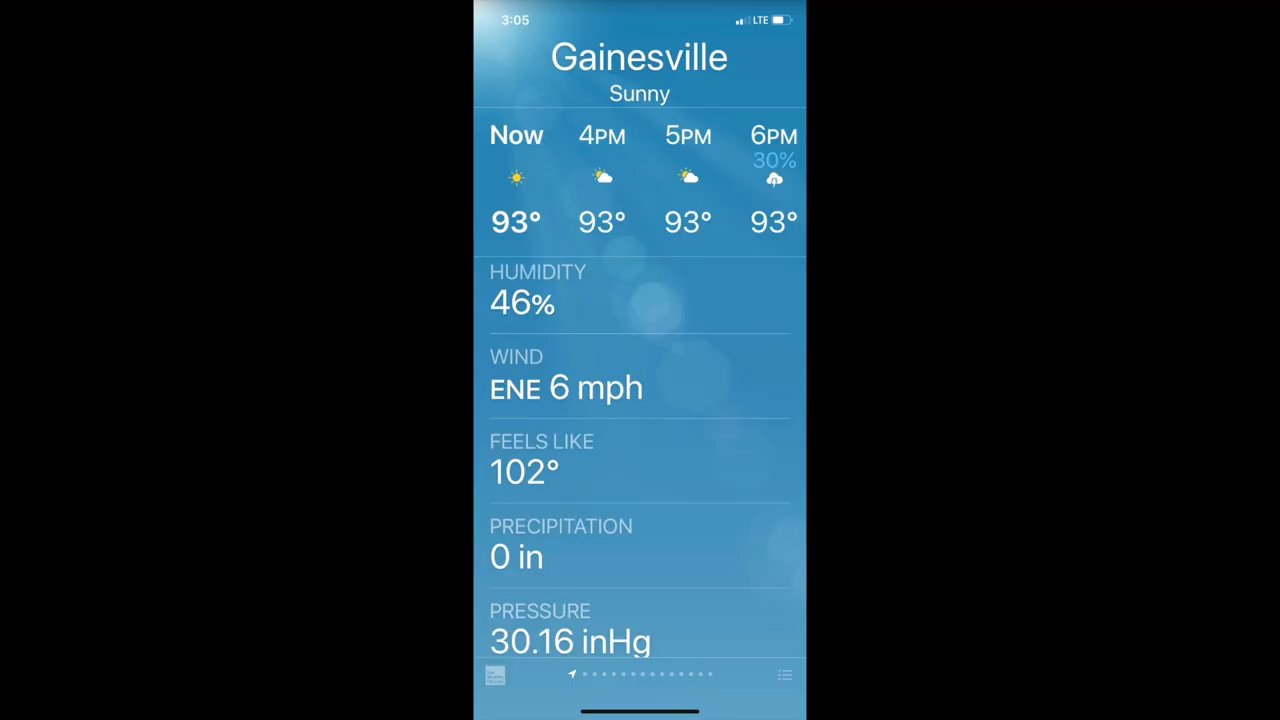 3:05 LTE
Gainesville
Sunny
Now 4PM 5PM 6PM
30%
93° 93° 93° 93°
HUMIDITY
46%
WIND
ENE 6 mph
FEELS LIKE
102°
PRECIPITATION
0 in
PRESSURE
30.16 inHg